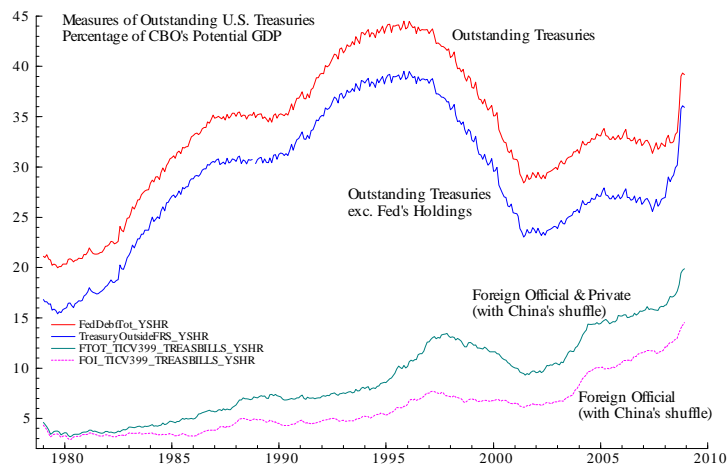 Measures of Outstanding U.S. Treasuries
Percentage of CBO's Potential GDP
Outstanding Treasuries
Outstanding Treasuries
exc. Fed's Holdings
Foreign Official & Private
(with China's shuffle)
Foreign Official
(with China's shuffle)
FedDebtTot_YSHR
TreasuryOutsideFRS_YSHR
FTOT_TICV399_TREASBILLS_YSHR
FOI_TICV399_TREASBILLS_YSHR
45
40
35
30
25
20
15
10
5
1980 1985 1990 1995 2000 2005 2010